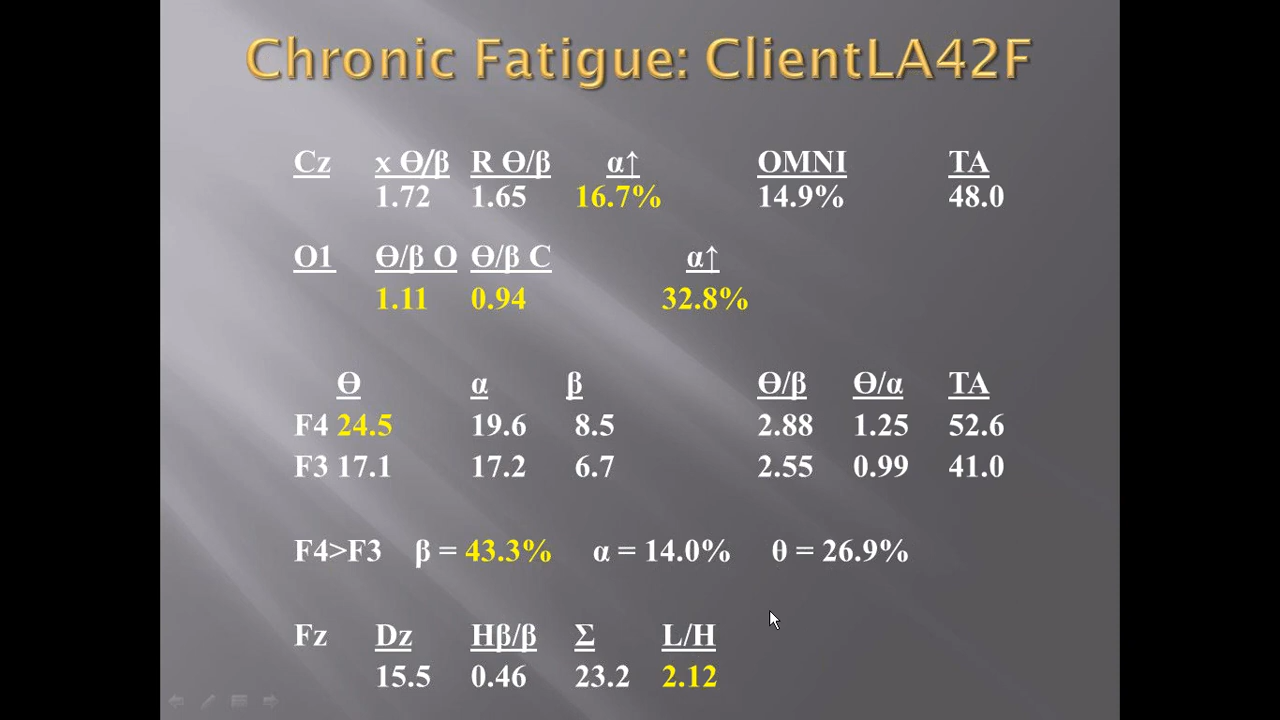 Chronic Fatigue: ClientLA42F
Cz x Ɵ/β R Ɵ/β α↑ OMNI TA
1.72 1.65 16.7% 14.9% 48.0
O1 Ɵ/β O Ɵ/β C α↑
1.11 0.94 32.8%
Ɵ α β Ɵ/β Ɵ/α TA
F4 24.5 19.6 8.5 2.88 1.25 52.6
F3 17.1 17.2 6.7 2.55 0.99 41.0
F4>F3 β = 43.3% α = 14.0% θ = 26.9%
Fz Dz Hβ/β Σ L/H
15.5 0.46 23.2 2.12